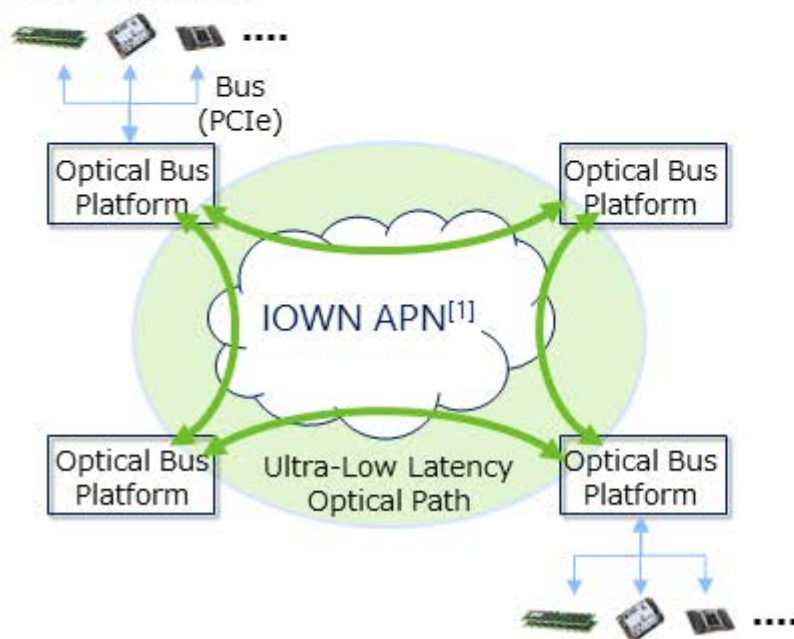 ....
Bus
(PCIe)
Optical Bus
Platform
Optical Bus
Platform
IOWN APN[1]
Optical Bus
Platform
Ultra-Low Latency
Optical Path
Optical Bus
Platform
....